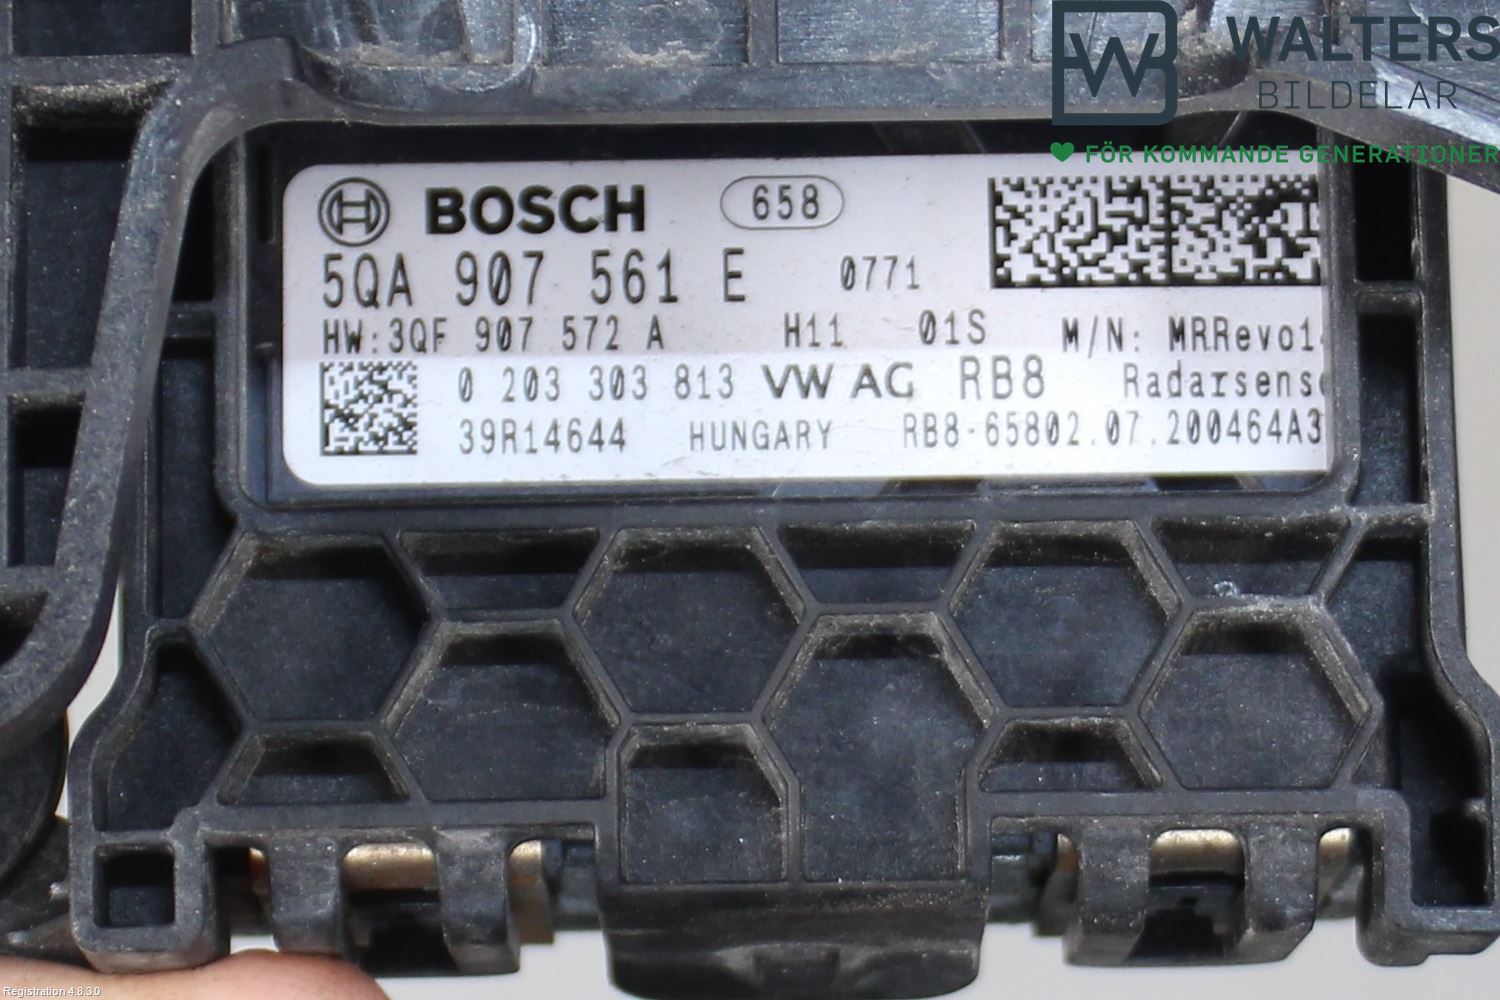 WALTERS
BILDELAR
FÖR KOMMANDE GENERATIONER
BOSCH 658
5QA 907 561 E 0771
HW:3QF 907 572 A H11 01S M/N: MRRevo1
0 203 303 813 VW AG RB8 Radarsens
39R14644 HUNGARY RB8-65802.07.200464A3
Registration 4.8.3.0